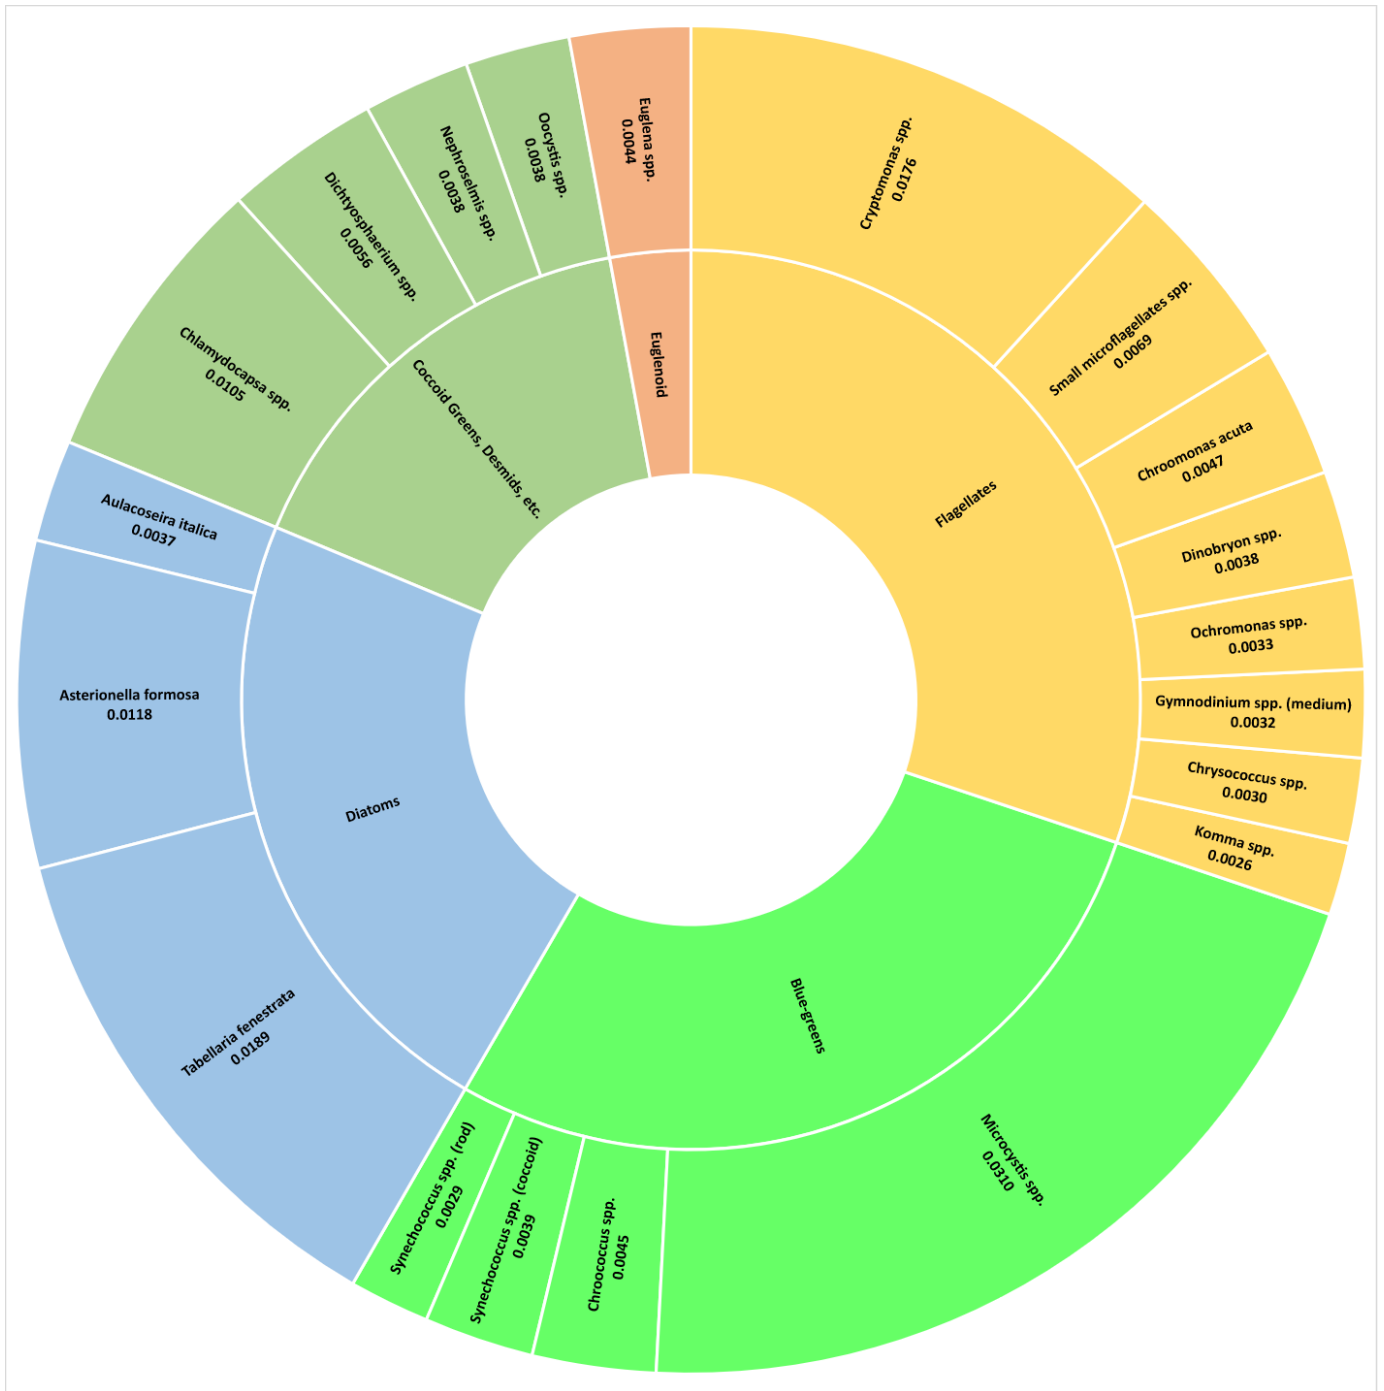 Cryptomonas spp.
0.0176
Small microflagellates spp.
0.0069
Chroomonas acuta
0.0047
Dinobryon spp.
0.0038
Ochromonas spp.
0.0033
Gymnodinium spp. (medium)
0.0032
Chrysococcus spp.
0.0030
Komma spp.
0.0026
Flagellates
Microcystis spp.
0.0310
Chroococcus spp.
0.0045
Synechococcus spp. (coccoid)
0.0039
Synechococcus spp. (rod)
0.0029
Blue-greens
Tabellaria fenestrata
0.0189
Asterionella formosa
0.0118
Aulacoseira italica
0.0037
Diatoms
Chlamydocapsa spp.
0.0105
Dichtyosphaerium spp.
0.0056
Nephroselmis spp.
0.0038
Oocystis spp.
0.0038
Coccoid Greens, Desmids, etc.
Euglena spp.
0.0044
Euglenoid